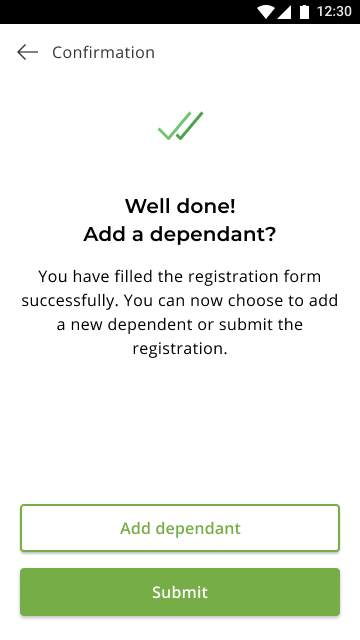 12:30
Confirmation
Well done!
Add a dependant?
You have filled the registration form
successfully. You can now choose to add
a new dependent or submit the
registration.
Add dependant
Submit